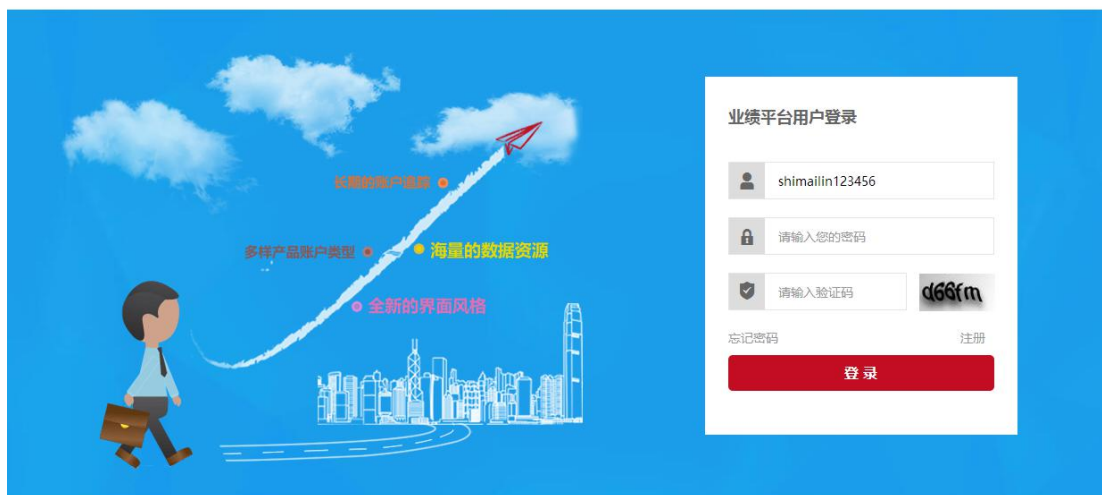 长期的账户追踪
多样产品账户类型
海量的数据资源
全新的界面风格
业绩平台用户登录
shimailin123456
请输入您的密码
请输入验证码
d66fm
忘记密码
注册
登录